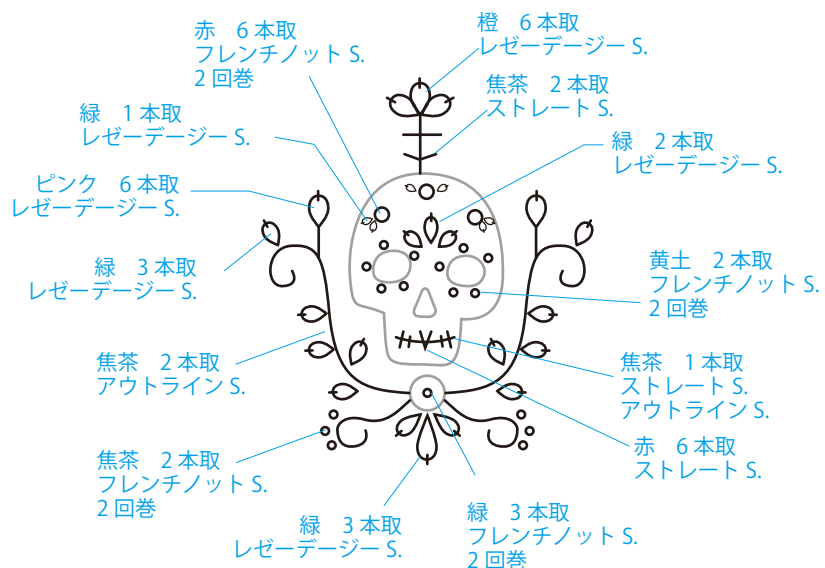 赤　6 本取
フレンチノット S.
2 回巻
橙　6 本取
レゼーデージー S.
焦茶　2 本取
ストレート S.
緑　1 本取
レゼーデージー S.
緑　2 本取
レゼーデージー S.
ピンク　6 本取
レゼーデージー S.
緑　3 本取
レゼーデージー S.
黄土　2 本取
フレンチノット S.
2 回巻
焦茶　2 本取
アウトライン S.
焦茶　1 本取
ストレート S.
アウトライン S.
赤　6 本取
ストレート S.
焦茶　2 本取
フレンチノット S.
2 回巻
緑　3 本取
レゼーデージー S.
緑　3 本取
フレンチノット S.
2 回巻